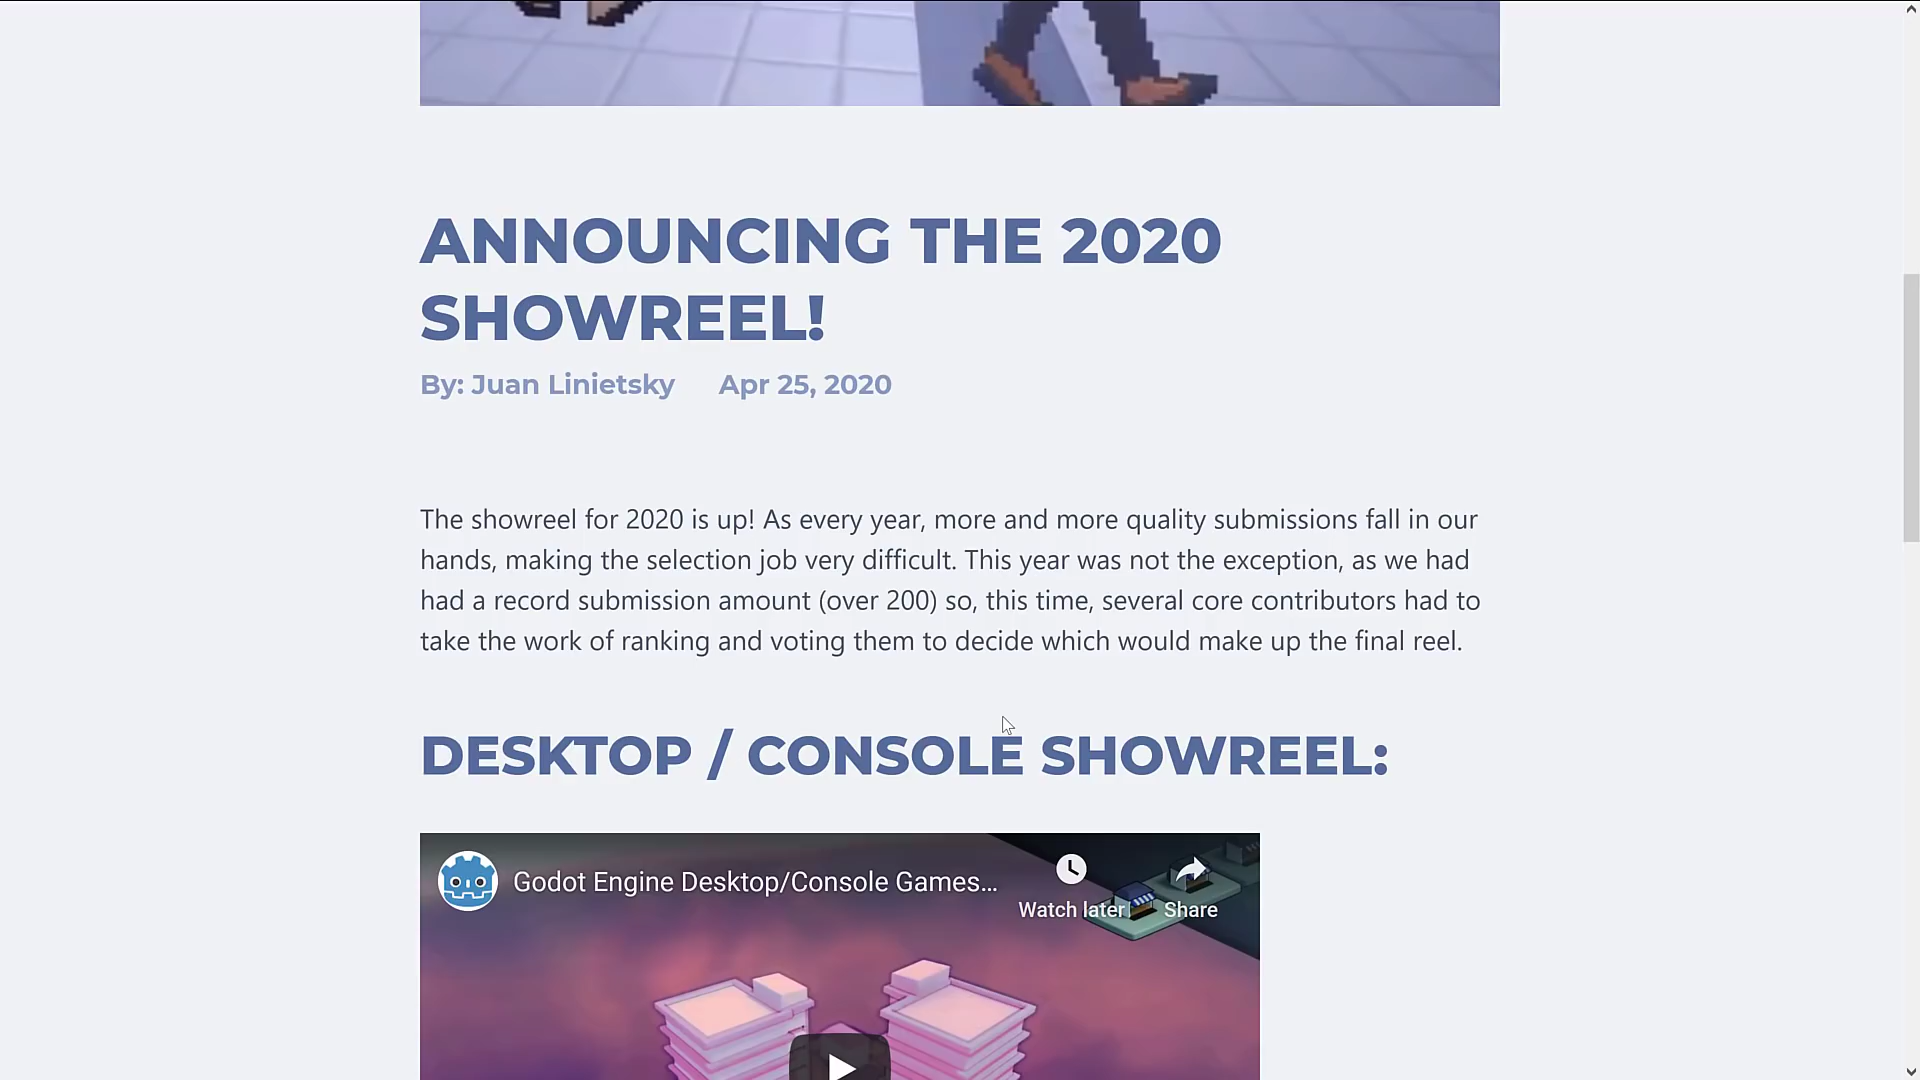 ANNOUNCING THE 2020
SHOWREEL!
By: Juan Linietsky Apr 25, 2020
The showreel for 2020 is up! As every year, more and more quality submissions fall in our
hands, making the selection job very difficult. This year was not the exception, as we had
had a record submission amount (over 200) so, this time, several core contributors had to
take the work of ranking and voting them to decide which would make up the final reel.
DESKTOP / CONSOLE SHOWREEL:
Godot Engine Desktop/Console Games...
Watch later Share